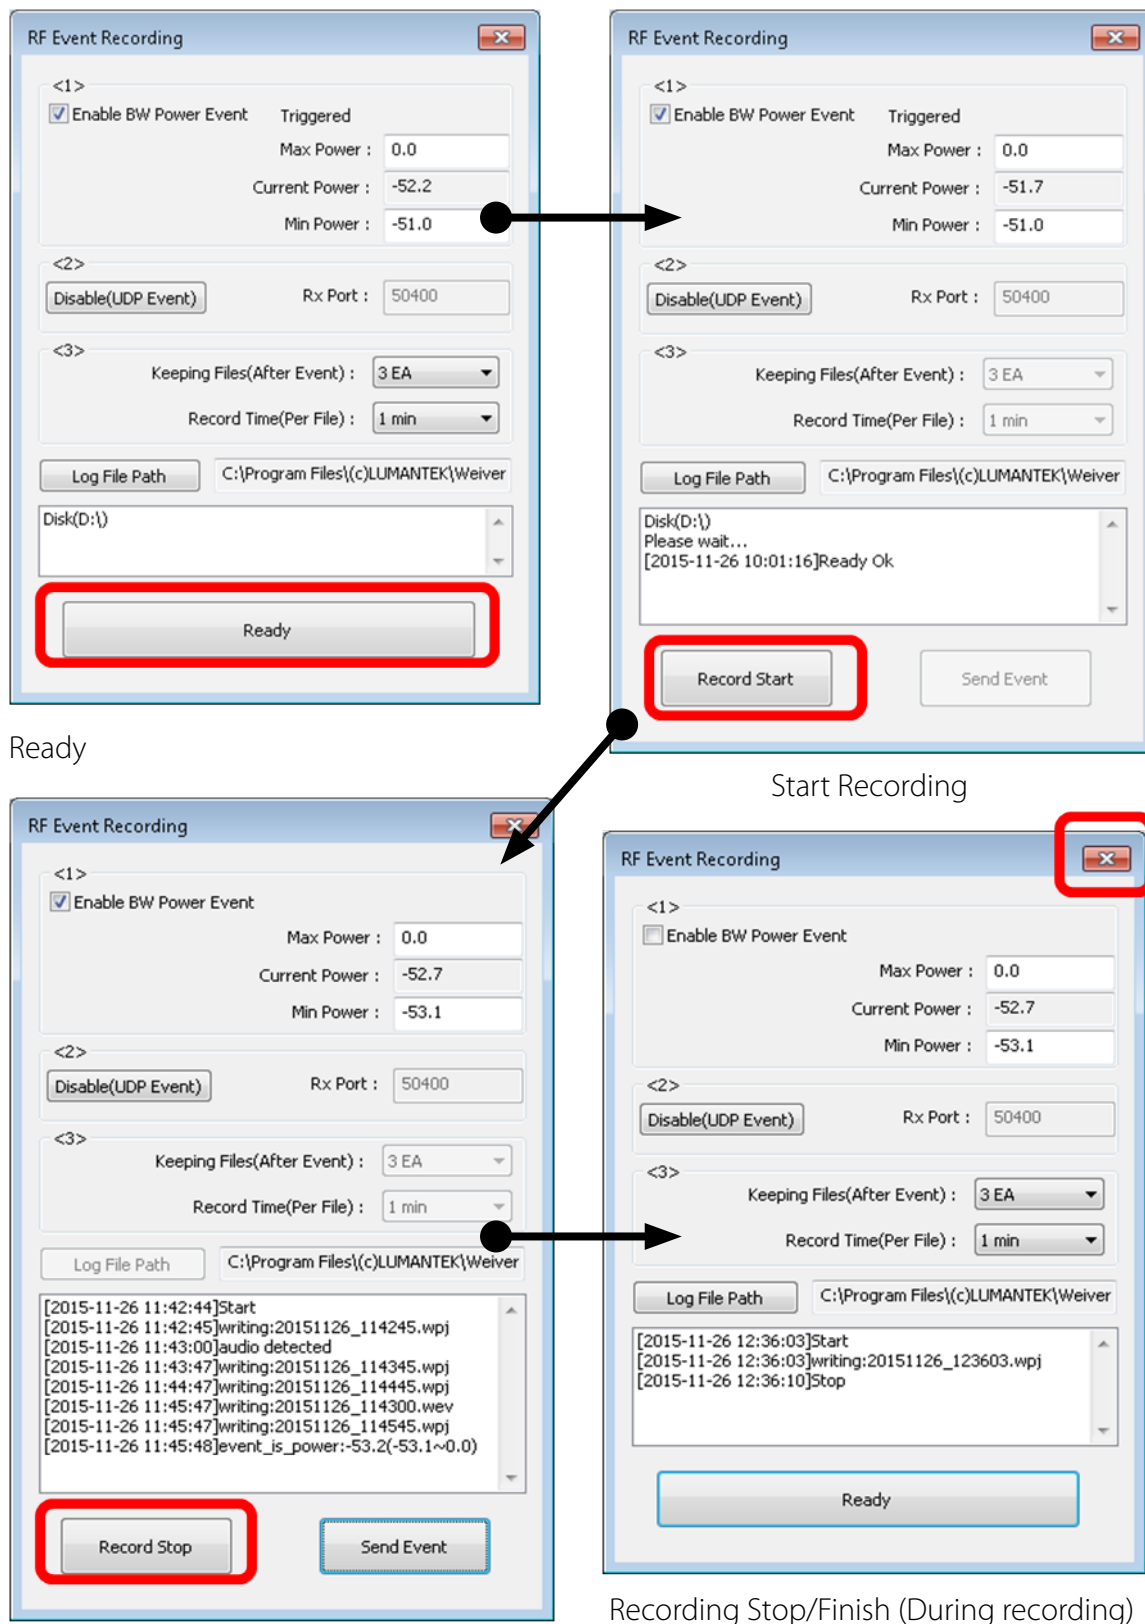 RF Event Recording
<1>
Enable BW Power Event Triggered
Max Power : 0.0
Current Power : -52.2
Min Power : -51.0
<2>
Disable(UDP Event) Rx Port : 50400
<3>
Keeping Files(After Event) : 3 EA
Record Time(Per File) : 1 min
Log File Path C:\Program Files\(c)LUMANTEK\Weiver
Disk(D:\)
Ready
Ready
RF Event Recording
<1>
Enable BW Power Event Triggered
Max Power : 0.0
Current Power : -51.7
Min Power : -51.0
<2>
Disable(UDP Event) Rx Port : 50400
<3>
Keeping Files(After Event) : 3 EA
Record Time(Per File) : 1 min
Log File Path C:\Program Files\(c)LUMANTEK\Weiver
Disk(D:\)
Please wait...
[2015-11-26 10:01:16]Ready Ok
Record Start Send Event
Start Recording
RF Event Recording
<1>
Enable BW Power Event
Max Power : 0.0
Current Power : -52.7
Min Power : -53.1
<2>
Disable(UDP Event) Rx Port : 50400
<3>
Keeping Files(After Event) : 3 EA
Record Time(Per File) : 1 min
Log File Path C:\Program Files\(c)LUMANTEK\Weiver
[2015-11-26 11:42:44]Start
[2015-11-26 11:42:45]writing:20151126_114245.wpj
[2015-11-26 11:43:00]audio detected
[2015-11-26 11:43:47]writing:20151126_114345.wpj
[2015-11-26 11:44:47]writing:20151126_114445.wpj
[2015-11-26 11:45:47]writing:20151126_114300.wev
[2015-11-26 11:45:47]writing:20151126_114545.wpj
[2015-11-26 11:45:48]event_is_power:-53.2(-53.1~0.0)
Record Stop Send Event
RF Event Recording
<1>
Enable BW Power Event
Max Power : 0.0
Current Power : -52.7
Min Power : -53.1
<2>
Disable(UDP Event) Rx Port : 50400
<3>
Keeping Files(After Event) : 3 EA
Record Time(Per File) : 1 min
Log File Path C:\Program Files\(c)LUMANTEK\Weiver
[2015-11-26 12:36:03]Start
[2015-11-26 12:36:03]writing:20151126_123603.wpj
[2015-11-26 12:36:10]Stop
Ready
Recording Stop/Finish (During recording)